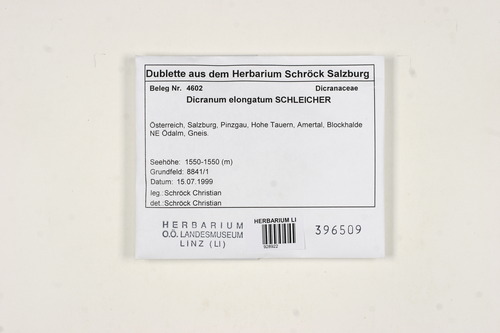 Dublette aus dem Herbarium Schröck Salzburg
Beleg Nr. 4602 Dicranaceae
Dicranum elongatum SCHLEICHER
Österreich, Salzburg, Pinzgau, Hohe Tauern, Amertal, Blockhalde
NE Ödalm, Gneis.
Seehöhe: 1550-1550 (m)
Grundfeld: 8841/1
Datum: 15.07.1999
leg.: Schröck Christian
det.: Schröck Christian
HERBARIUM
O.Ö. LANDESMUSEUM
LINZ (LI)
HERBARIUM LI
396509